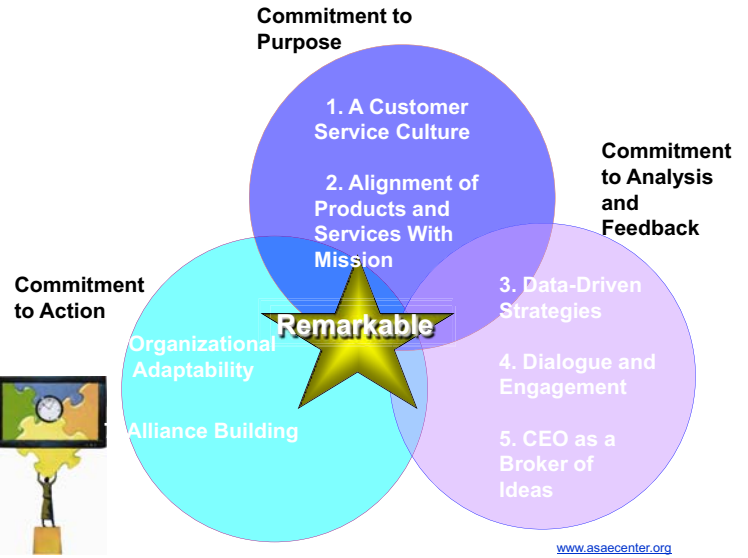 Commitment to
Purpose
1. A Customer
Service Culture
2. Alignment of
Products and
Services With
Mission
Commitment
to Analysis
and
Feedback
3. Data-Driven
Strategies
4. Dialogue and
Engagement
5. CEO as a
Broker of
Ideas
Commitment
to Action
Organizational
Adaptability
Alliance Building
Remarkable
www.asaecenter.org